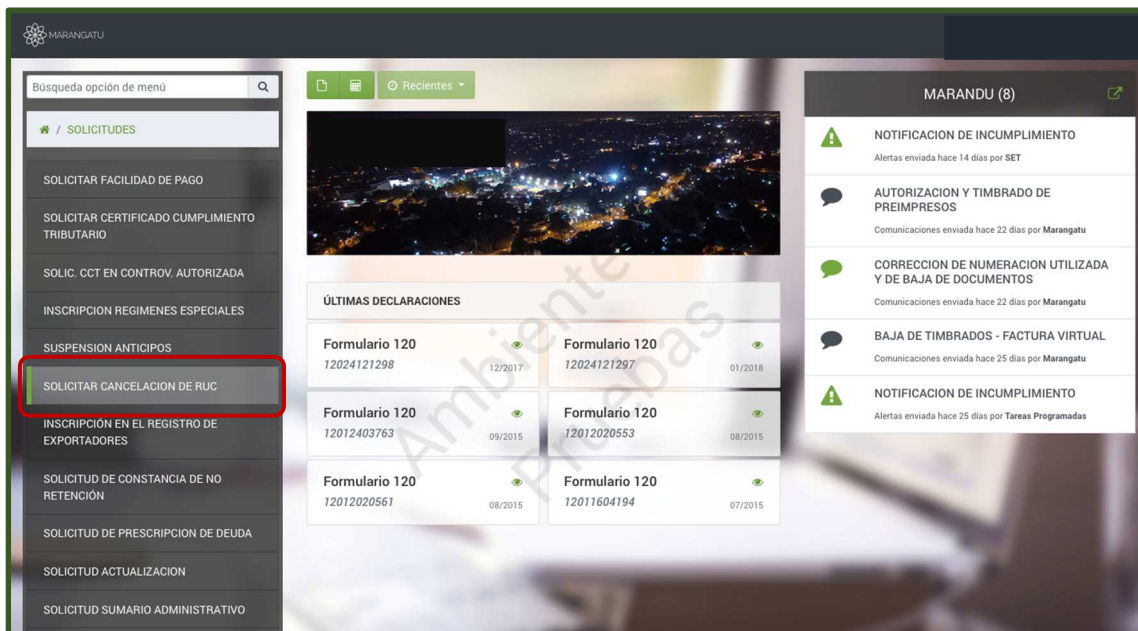 MARANGATU
Búsqueda opción de menú
/ SOLICITUDES
SOLICITAR FACILIDAD DE PAGO
SOLICITAR CERTIFICADO CUMPLIMIENTO
TRIBUTARIO
SOLIC. CCT EN CONTROV. AUTORIZADA
INSCRIPCION REGIMENES ESPECIALES
SUSPENSION ANTICIPOS
SOLICITAR CANCELACION DE RUC
INSCRIPCIÓN EN EL REGISTRO DE
EXPORTADORES
SOLICITUD DE CONSTANCIA DE NO
RETENCIÓN
SOLICITUD DE PRESCRIPCION DE DEUDA
SOLICITUD ACTUALIZACION
SOLICITUD SUMARIO ADMINISTRATIVO
Recientes
ÚLTIMAS DECLARACIONES
Formulario 120
12024121298 12/2017
Formulario 120
12024121297 01/2018
Formulario 120
12012403763 09/2015
Formulario 120
12012020553 08/2015
Formulario 120
12012020561 08/2015
Formulario 120
12011604194 07/2015
Ambiente
Pruebas
MARANDU (8)
NOTIFICACION DE INCUMPLIMIENTO
Alertas enviada hace 14 días por SET
AUTORIZACION Y TIMBRADO DE
PREIMPRESOS
Comunicaciones enviada hace 22 días por Marangatu
CORRECCION DE NUMERACION UTILIZADA
Y DE BAJA DE DOCUMENTOS
Comunicaciones enviada hace 22 días por Marangatu
BAJA DE TIMBRADOS - FACTURA VIRTUAL
Comunicaciones enviada hace 25 días por Marangatu
NOTIFICACION DE INCUMPLIMIENTO
Alertas enviada hace 25 días por Tareas Programadas